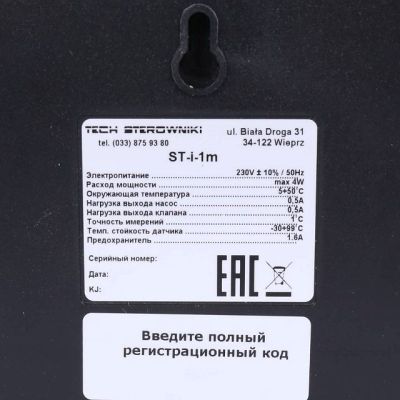 TECH STEROWNIKI ul. Biała Droga 31
tel. (033) 875 93 80 34-122 Wieprz
ST-i-1m
Электропитание 230V ± 10% / 50Hz
Расход мощности max 4W
Окружающая температура 5÷50°C
Нагрузка выхода насос 0,5A
Нагрузка выхода клапана 0,5A
Точность имерений 1°C
Темп. стойкость датчика -30÷99°C
Предохранитель 1.6A
Серийный номер:
Дата:
KJ:
EAC
Введите полный
регистрационный код